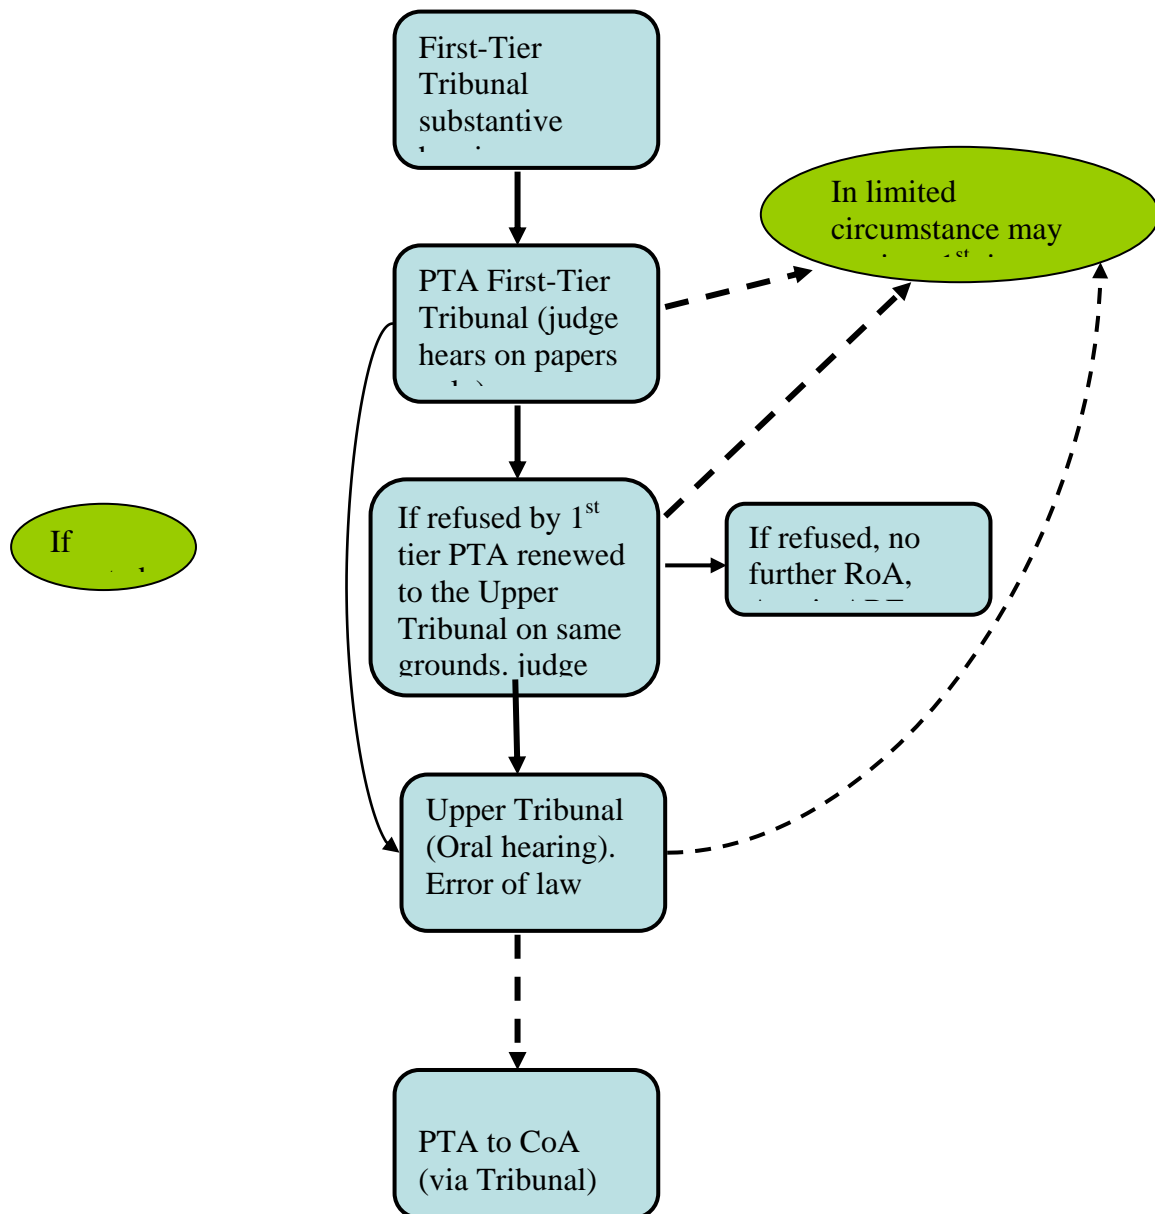 First-Tier
Tribunal
substantive
In limited
circumstance may
1st
PTA First-Tier
Tribunal (judge
hears on papers
If
If refused by 1st
tier PTA renewed
to the Upper
Tribunal on same
grounds. judge
If refused, no
further RoA,
Upper Tribunal
(Oral hearing).
Error of law
PTA to CoA
(via Tribunal)